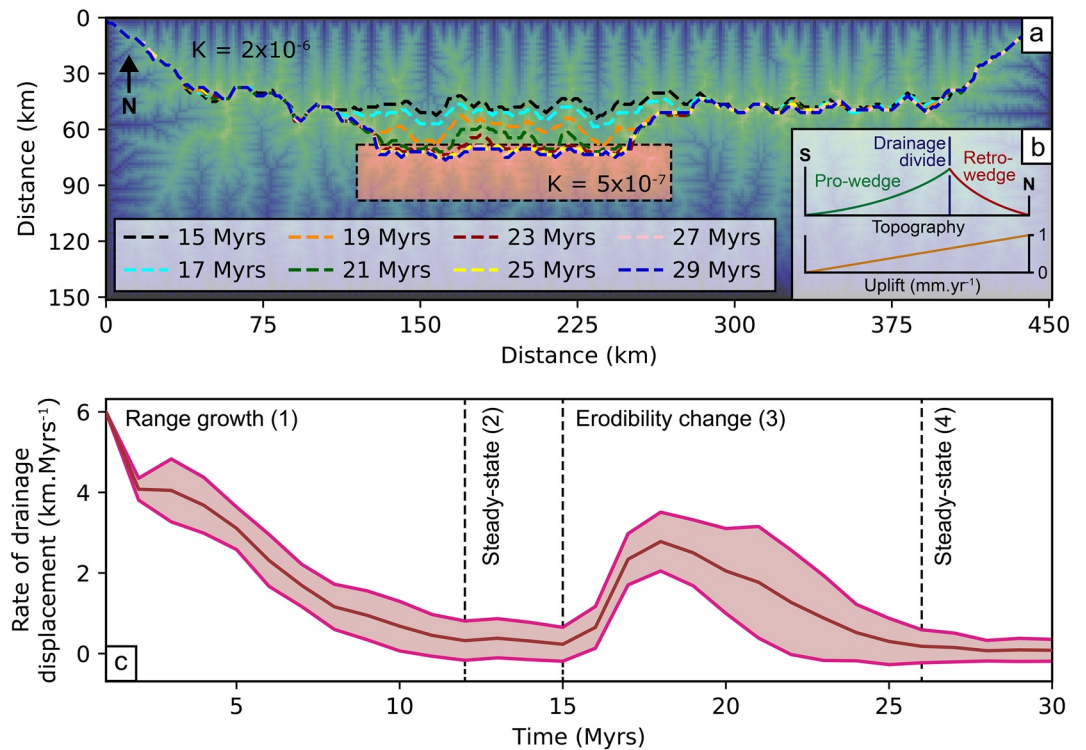 0
30
60
90
120
150
Distance (km)
K = 2x10⁻⁶
N
a
K = 5x10⁻⁷
b
S
Drainage
divide
Retro-
wedge
N
Pro-wedge
Topography
1
0
Uplift (mm.yr⁻¹)
15 Myrs 19 Myrs 23 Myrs 27 Myrs
17 Myrs 21 Myrs 25 Myrs 29 Myrs
0 75 150 225 300 375 450
Distance (km)
6
4
2
0
Rate of drainage
displacement (km.Myrs⁻¹)
Range growth (1)
Steady-state (2)
Erodibility change (3)
Steady-state (4)
c
5 10 15 20 25 30
Time (Myrs)